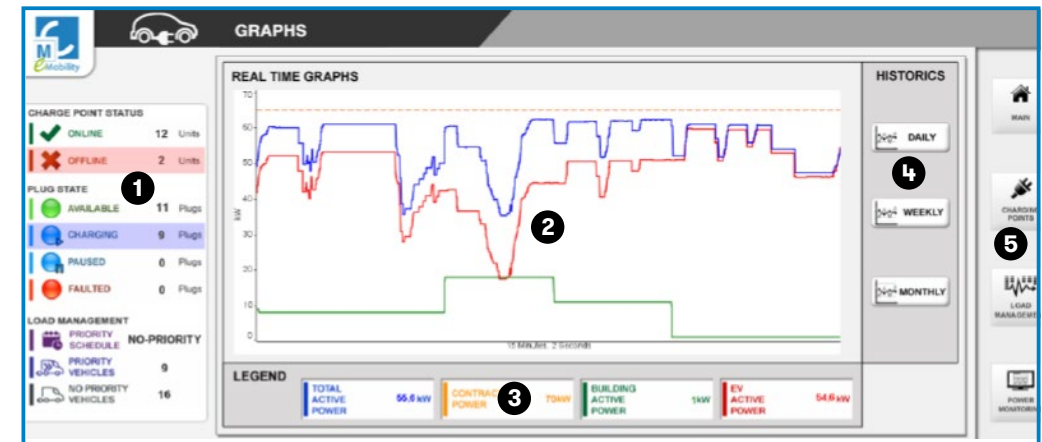 M
eMobility
GRAPHS
CHARGE POINT STATUS
ONLINE 12 Units
OFFLINE 2 Units
PLUG STATE
1
AVAILABLE 11 Plugs
CHARGING 9 Plugs
PAUSED 0 Plugs
FAULTED 0 Plugs
LOAD MANAGEMENT
PRIORITY SCHEDULE NO-PRIORITY
PRIORITY VEHICLES 9
NO PRIORITY VEHICLES 16
REAL TIME GRAPHS
70
60
50
40
30
20
10
0
kW
2
15 Minutes, 2 Seconds
LEGEND
TOTAL ACTIVE POWER 55,6 kW
POWER 70kW
3
BUILDING ACTIVE POWER 1kW
EV ACTIVE POWER 54,6 kW
HISTORICS
DAILY
4
WEEKLY
MONTHLY
MAIN
CHARGING
POINTS
5
LOAD
POWER